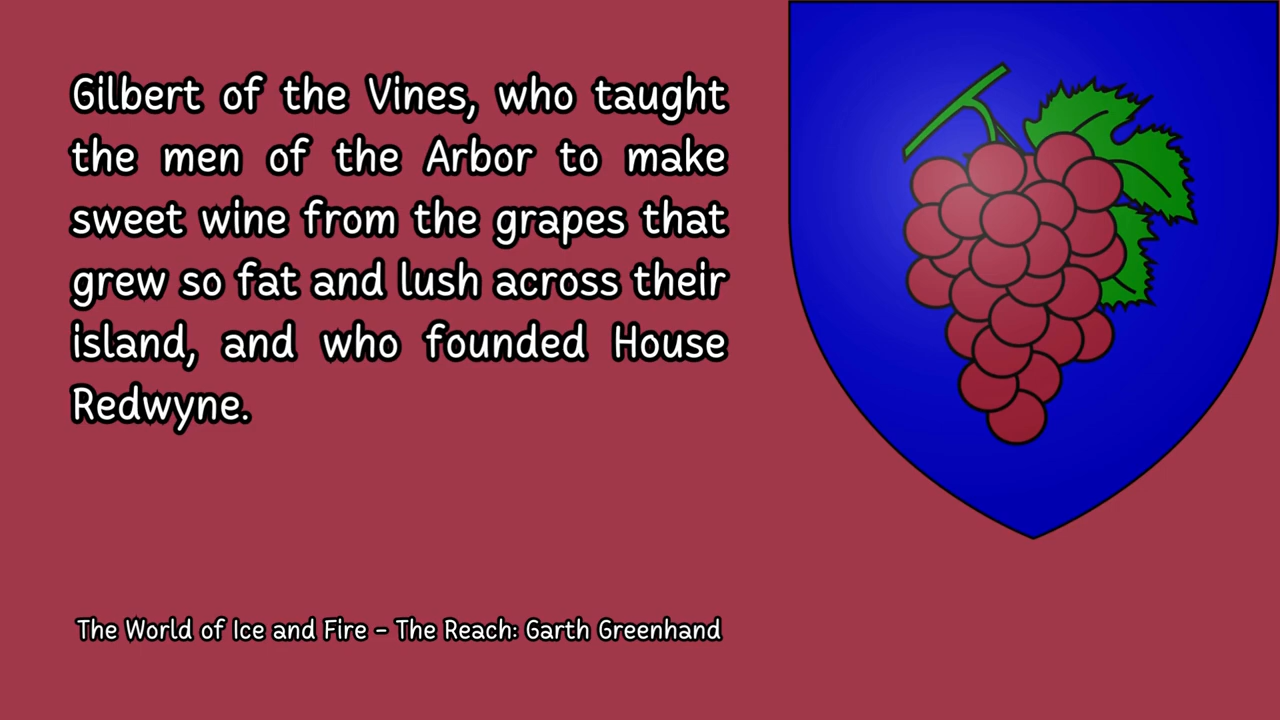 Gilbert of the Vines, who taught
the men of the Arbor to make
sweet wine from the grapes that
grew so fat and lush across their
island, and who founded House
Redwyne.
The World of Ice and Fire - The Reach: Garth Greenhand